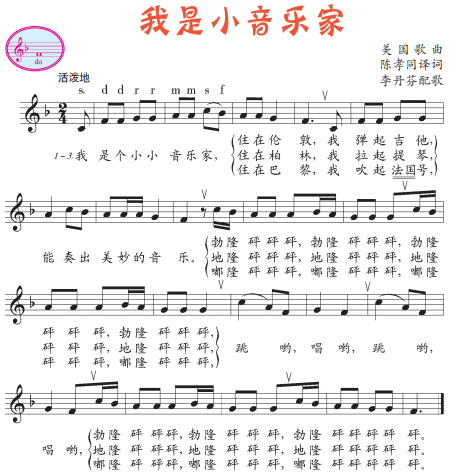 我是小音乐家
do
美国歌曲
陈孝同译词
李丹芬配歌
活泼地
s. d d r r m m s f
2/4
1-3.我 是个小小 音乐家,
住在伦 敦,我 弹起吉他,
住在柏 林,我 拉起提琴,
住在巴 黎,我 吹起法国号,
能 奏出 美妙的 音 乐。
勃隆 砰砰砰,勃隆 砰砰砰,勃隆
地隆 砰砰砰,地隆 砰砰砰,地隆
嘟隆 砰砰砰,嘟隆 砰砰砰,嘟隆
砰 砰 砰,勃隆 砰 砰 砰,
砰 砰 砰,地隆 砰 砰 砰,
砰 砰 砰,嘟隆 砰 砰 砰,
跳 哟,唱 哟,跳 哟,
唱 哟,
勃隆 砰砰 砰,勃隆 砰砰 砰,勃隆 砰 砰 砰 砰。
地隆 砰砰 砰,地隆 砰砰 砰,地隆 砰 砰 砰 砰。
嘟隆 砰砰 砰,嘟隆 砰砰 砰,嘟隆 砰 砰 砰 砰。